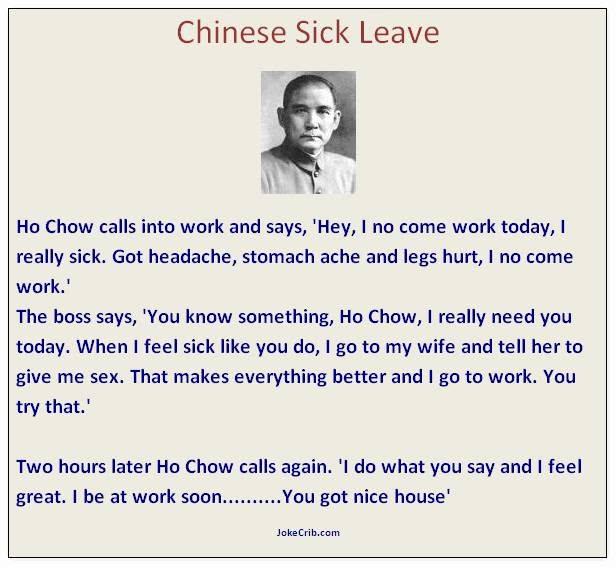 Chinese Sick Leave
Ho Chow calls into work and says, 'Hey, I no come work today, I
really sick. Got headache, stomach ache and legs hurt, I no come
work.'
The boss says, 'You know something, Ho Chow, I really need you
today. When I feel sick like you do, I go to my wife and tell her to
give me sex. That makes everything better and I go to work. You
try that.'
Two hours later Ho Chow calls again. 'I do what you say and I feel
great. I be at work soon..........You got nice house'
JokeCrib.com